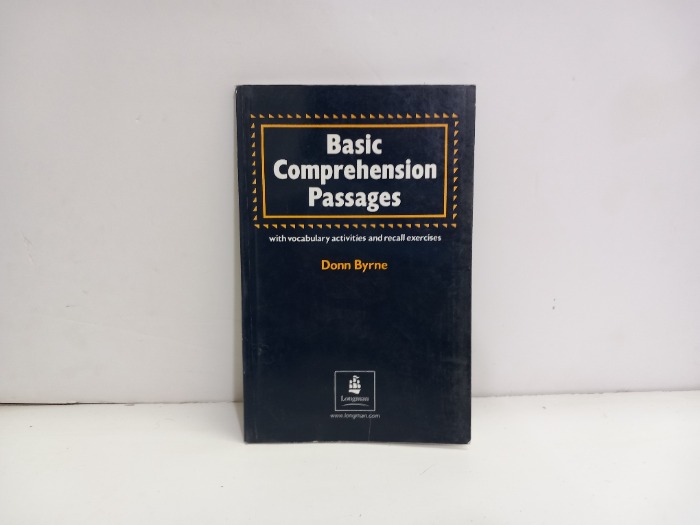 Basic
Comprehension
Passages
with vocabulary activities and recall exercises
Donn Byrne
Longman
www.longman.com